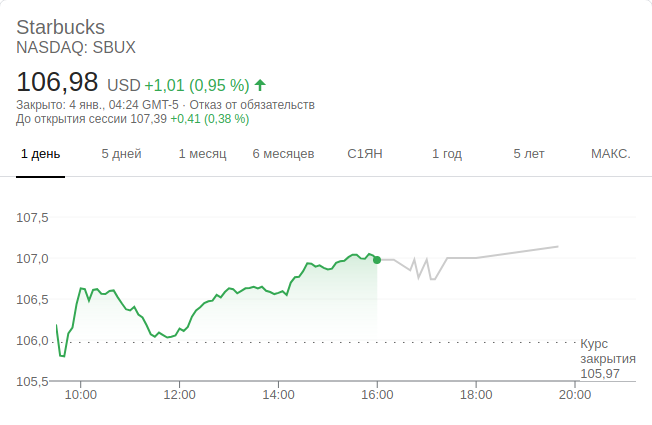 Starbucks
NASDAQ: SBUX
106,98 USD +1,01 (0,95 %)
Закрыто: 4 янв., 04:24 GMT-5 · Отказ от обязательств
До открытия сессии 107,39 +0,41 (0,38 %)
1 день 5 дней 1 месяц 6 месяцев С1ЯН 1 год 5 лет МАКС.
107,5
107,0
106,5
106,0
Курс
закрытия
105,97
105,5
10:00 12:00 14:00 16:00 18:00 20:00